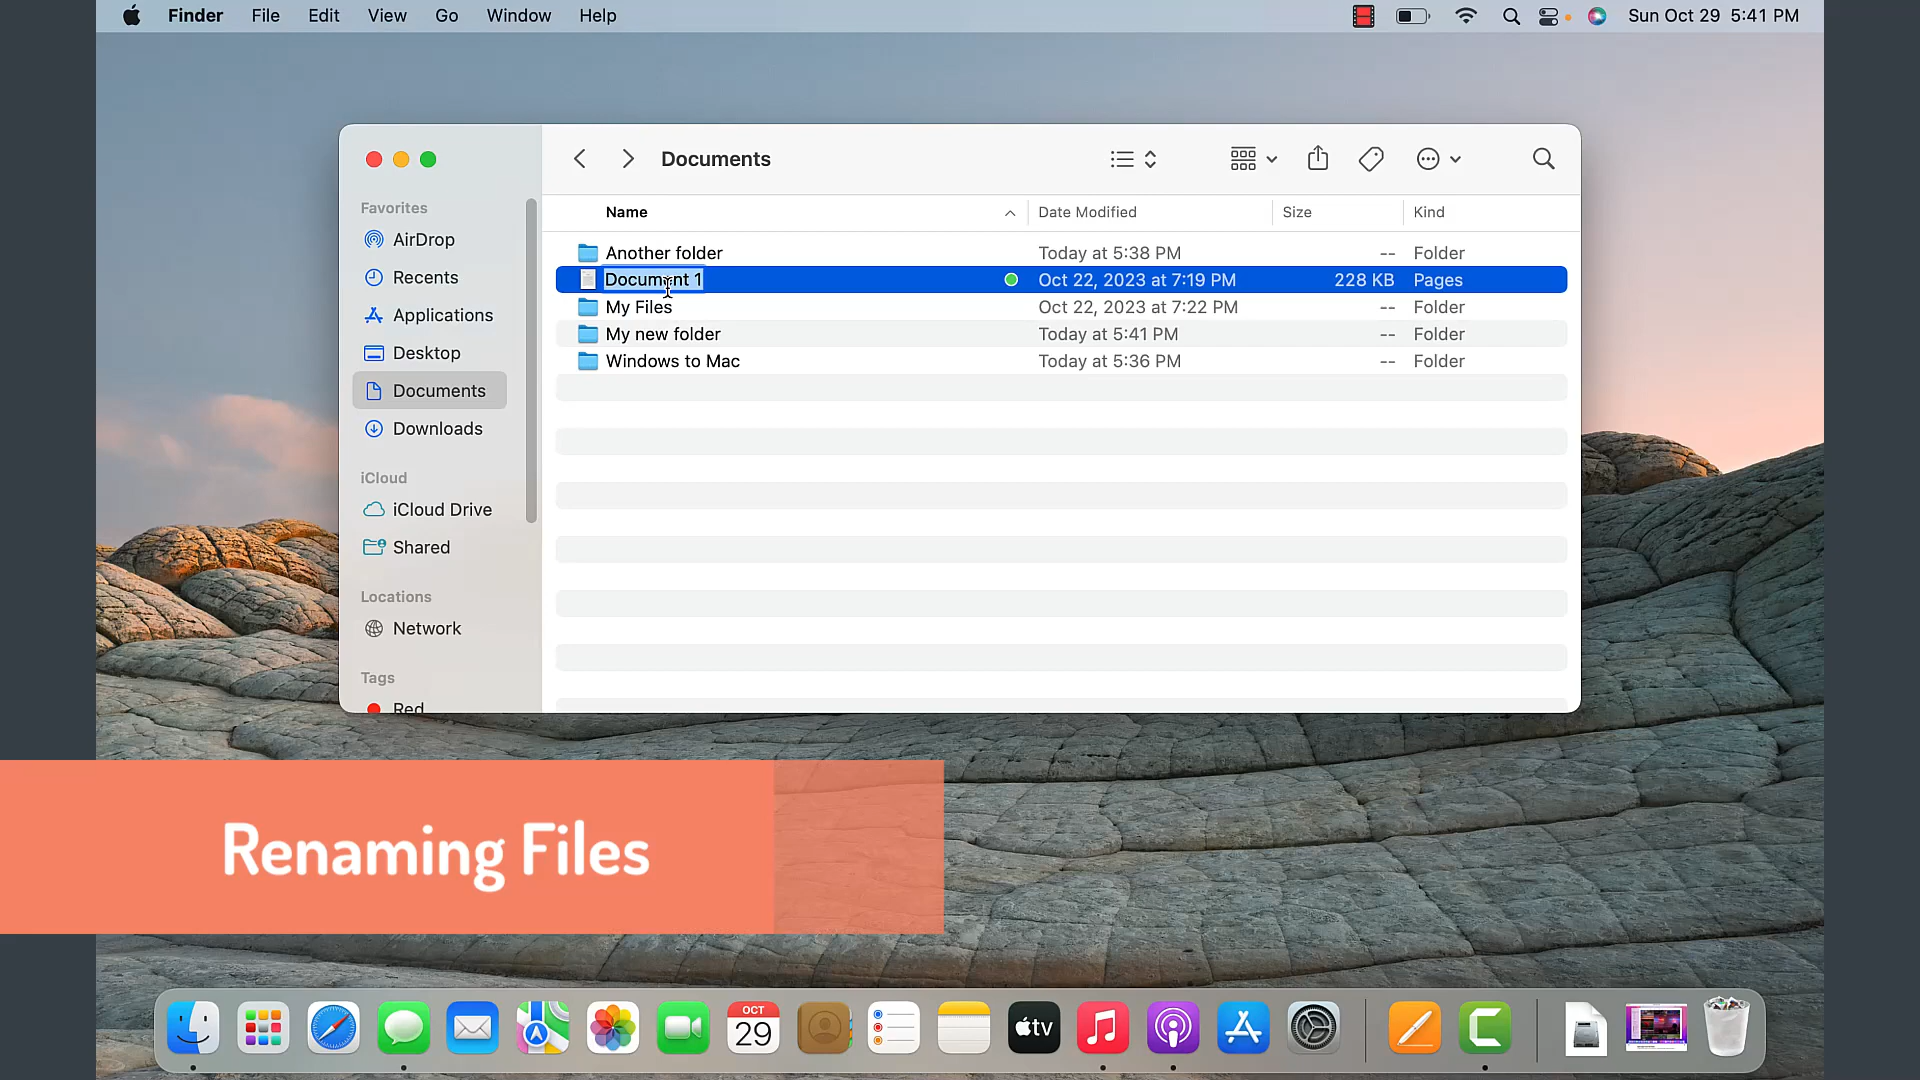 Finder File Edit View Go Window Help Sun Oct 29 5:41 PM
Documents
Favorites
AirDrop
Recents
Applications
Desktop
Documents
Downloads
iCloud
iCloud Drive
Shared
Locations
Network
Tags
Red
Name Date Modified Size Kind
Another folder Today at 5:38 PM -- Folder
Document 1 Oct 22, 2023 at 7:19 PM 228 KB Pages
My Files Oct 22, 2023 at 7:22 PM -- Folder
My new folder Today at 5:41 PM -- Folder
Windows to Mac Today at 5:36 PM -- Folder
Renaming Files
OCT
29
tv